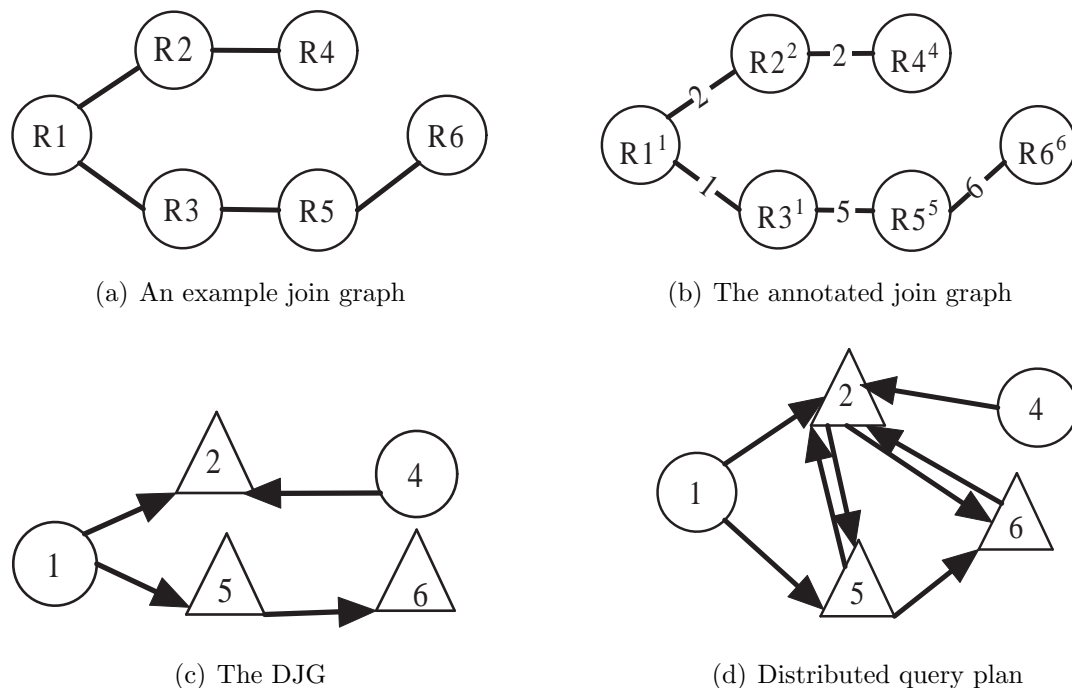 R1
R2
R4
R3
R5
R6
(a) An example join graph
R1¹
2
R2²
2
R4⁴
1
R3¹
5
R5⁵
6
R6⁶
(b) The annotated join graph
1
2
4
5
6
(c) The DJG
1
2
4
5
6
(d) Distributed query plan